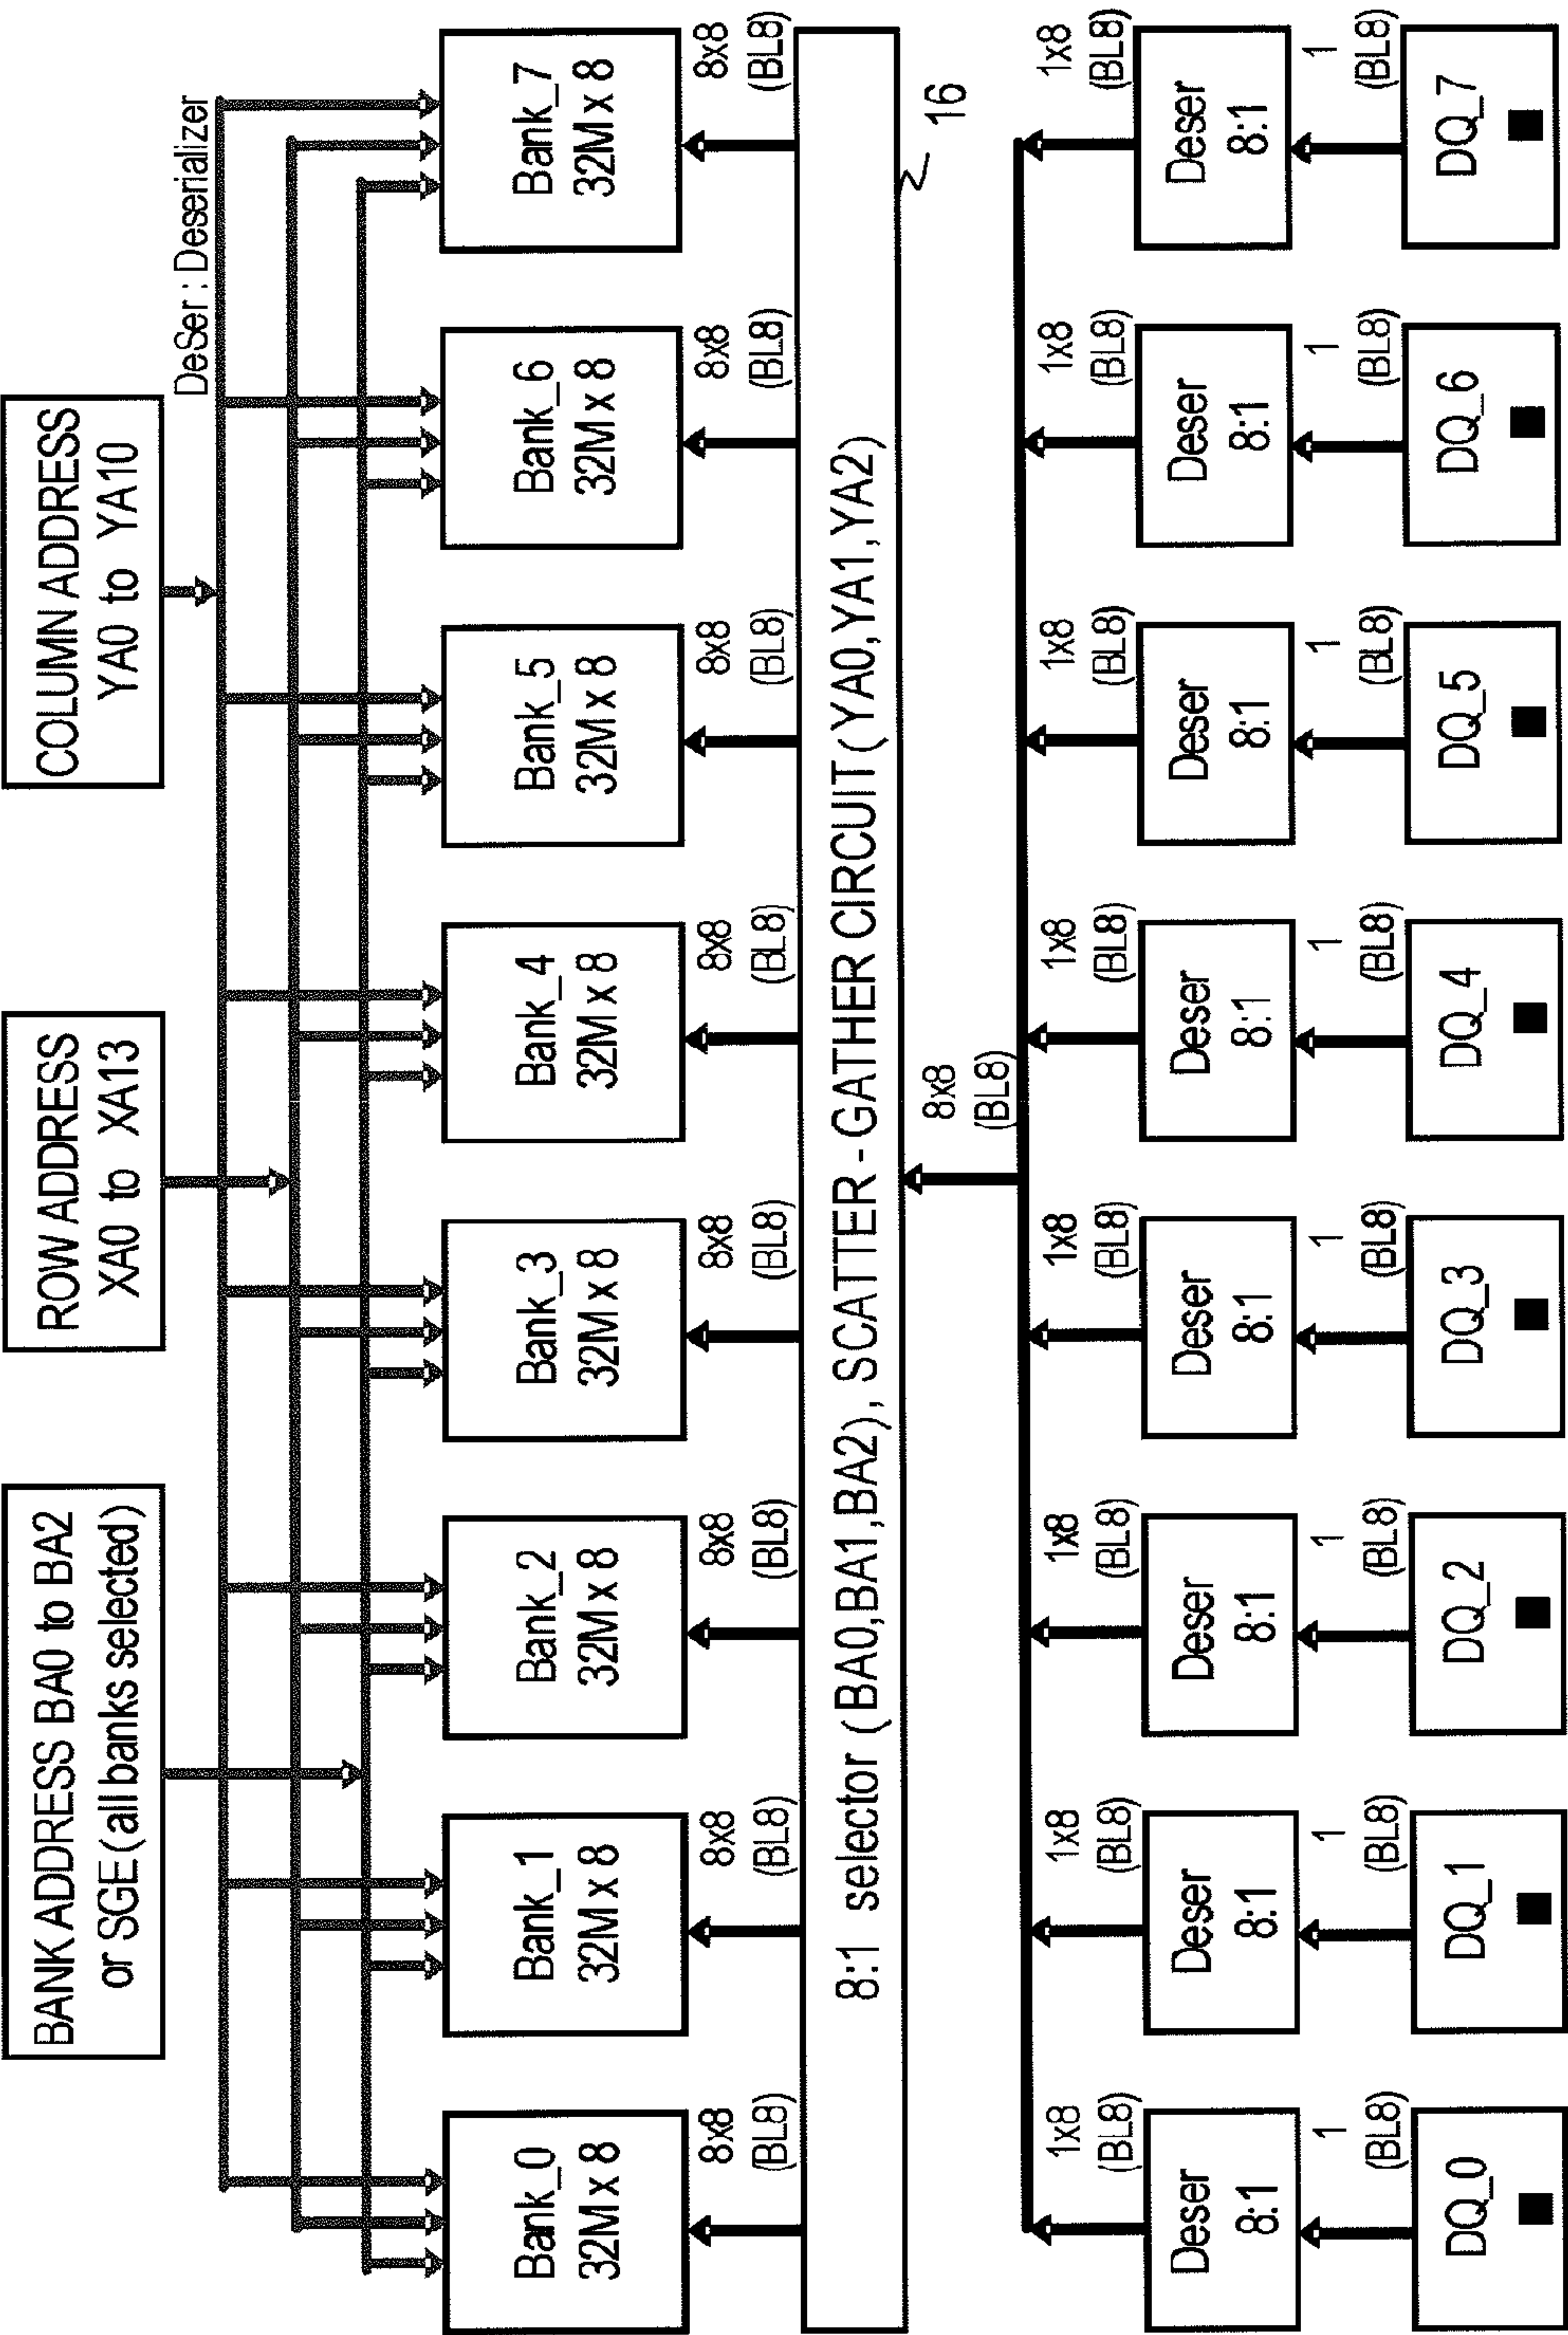 BANK ADDRESS BA0 to BA2
or SGE (all banks selected)
ROW ADDRESS
XA0 to XA13
COLUMN ADDRESS
YA0 to YA10
DeSer : Deserializer
Bank_0
32M x 8
Bank_1
32M x 8
Bank_2
32M x 8
Bank_3
32M x 8
Bank_4
32M x 8
Bank_5
32M x 8
Bank_6
32M x 8
Bank_7
32M x 8
8x8
(BL8)
8x8
(BL8)
8x8
(BL8)
8x8
(BL8)
8x8
(BL8)
8x8
(BL8)
8x8
(BL8)
8x8
(BL8)
8:1 selector (BA0,BA1,BA2), SCATTER - GATHER CIRCUIT (YA0,YA1,YA2)
16
8x8
(BL8)
1x8
(BL8)
1x8
(BL8)
1x8
(BL8)
1x8
(BL8)
1x8
(BL8)
1x8
(BL8)
1x8
(BL8)
1x8
(BL8)
Deser
8:1
Deser
8:1
Deser
8:1
Deser
8:1
Deser
8:1
Deser
8:1
Deser
8:1
Deser
8:1
1
(BL8)
1
(BL8)
1
(BL8)
1
(BL8)
1
(BL8)
1
(BL8)
1
(BL8)
1
(BL8)
DQ_0
DQ_1
DQ_2
DQ_3
DQ_4
DQ_5
DQ_6
DQ_7